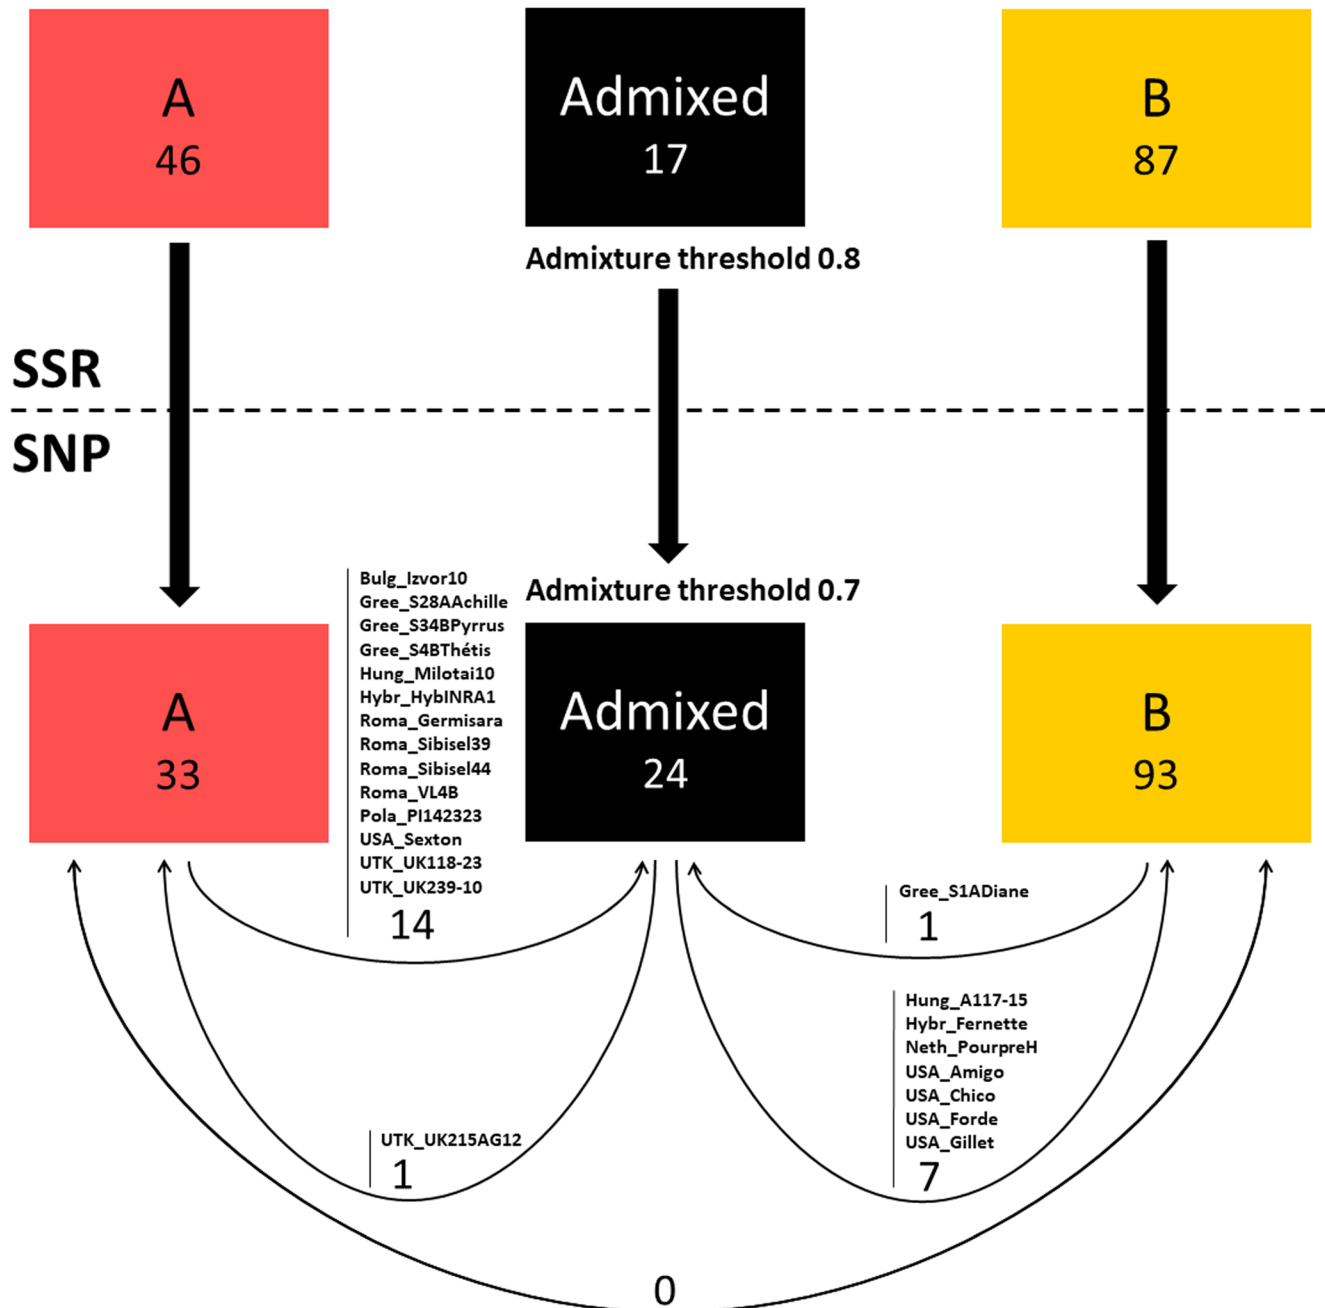 A
46
Admixed
17
B
87
Admixture threshold 0.8
SSR
SNP
Bulg_Izvor10
Gree_S28AAchille
Gree_S34BPyrrus
Gree_S4BThétis
Hung_Milotai10
Hybr_HybINRA1
Roma_Germisara
Roma_Sibisel39
Roma_Sibisel44
Roma_VL4B
Pola_PI142323
USA_Sexton
UTK_UK118-23
UTK_UK239-10
14
Admixture threshold 0.7
A
33
Admixed
24
B
93
Gree_S1ADiane
1
Hung_A117-15
Hybr_Fernette
Neth_PourpreH
USA_Amigo
USA_Chico
USA_Forde
USA_Gillet
7
UTK_UK215AG12
1
0